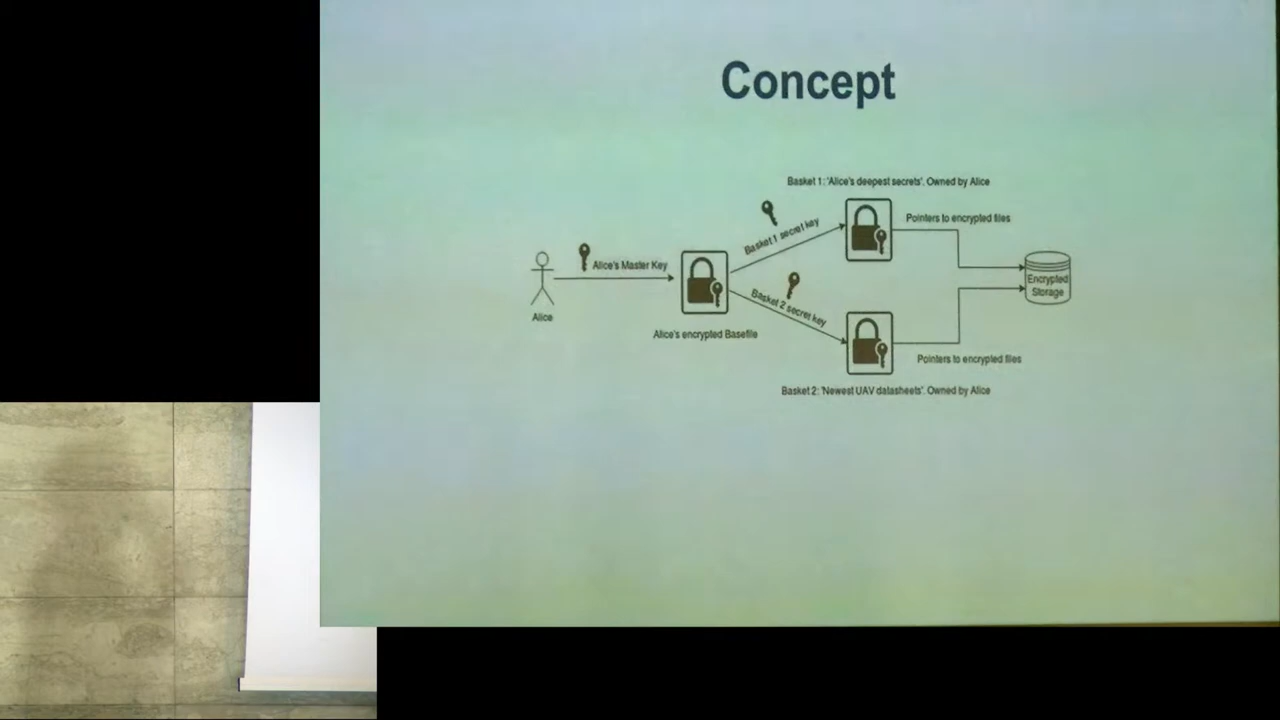 Concept
Basket 1: 'Alice's deepest secrets'. Owned by Alice
Basket 1 secret key
Pointers to encrypted files
Alice's Master Key
Alice
Alice's encrypted Basefile
Basket 2 secret key
Encrypted
Storage
Pointers to encrypted files
Basket 2: 'Newest UAV datasheets'. Owned by Alice